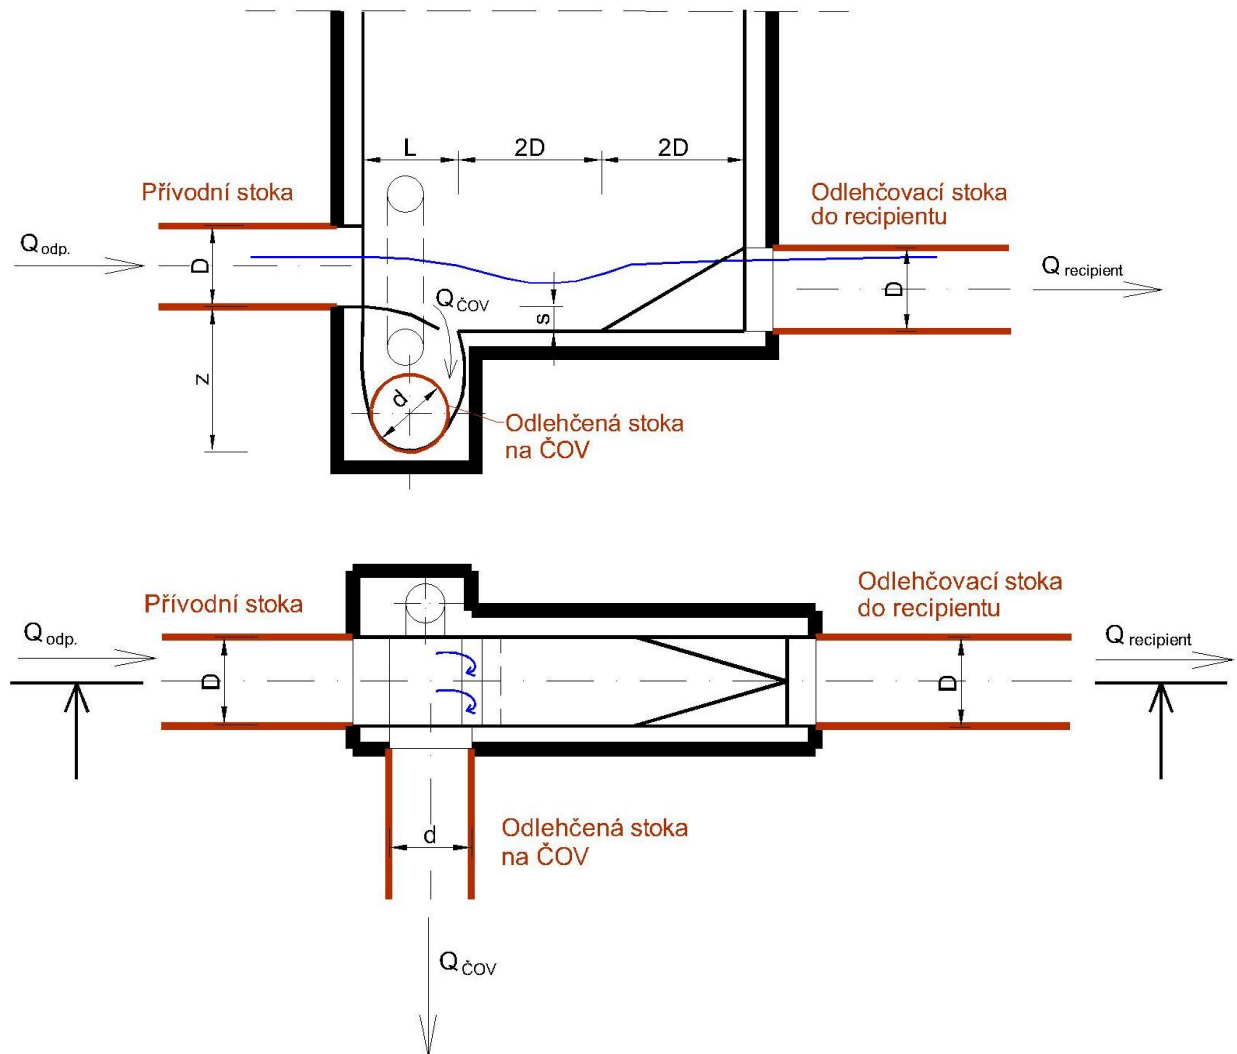 L
2D
2D
Přívodní stoka
Odlehčovací stoka
do recipientu
Q odp.
D
Q recipient
D
Q ČOV
s
z
d
Odlehčená stoka
na ČOV
Přívodní stoka
Odlehčovací stoka
do recipientu
Q odp.
Q recipient
D
D
Odlehčená stoka
na ČOV
d
Q ČOV